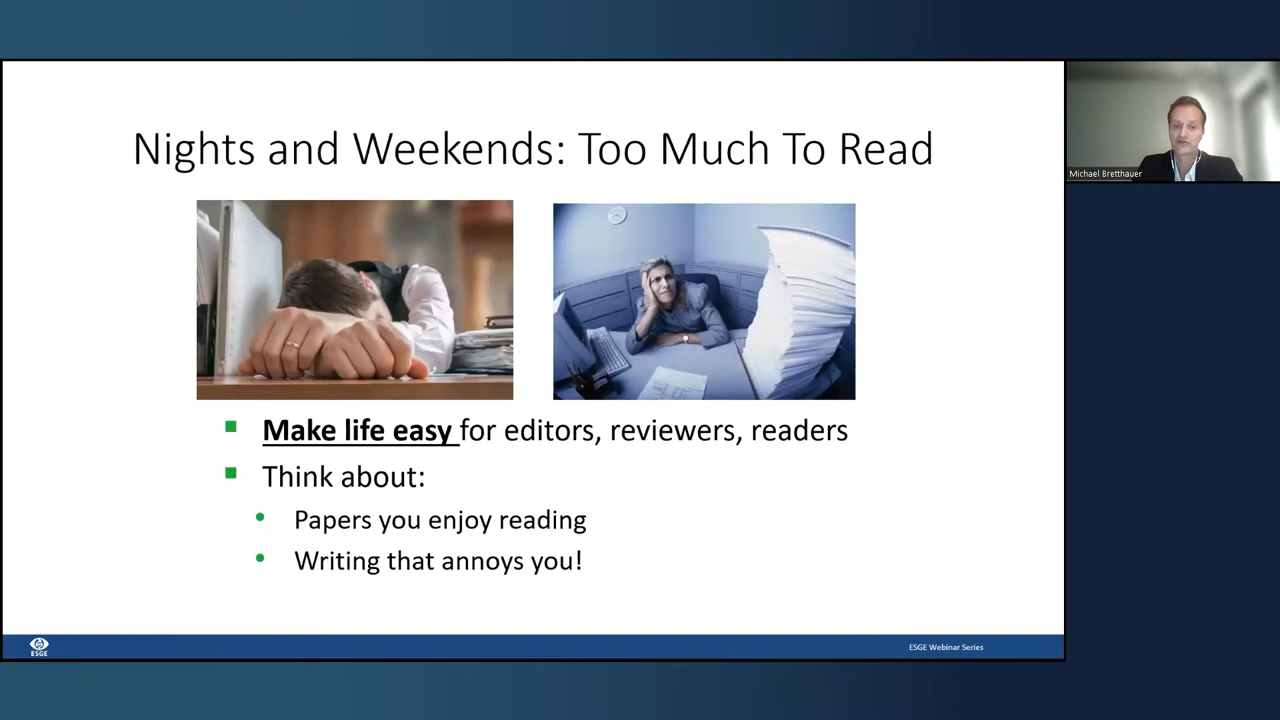 Nights and Weekends: Too Much To Read
Michael Bretthauer
Make life easy for editors, reviewers, readers
Think about:
Papers you enjoy reading
Writing that annoys you!
ESGE
ESGE Webinar Series